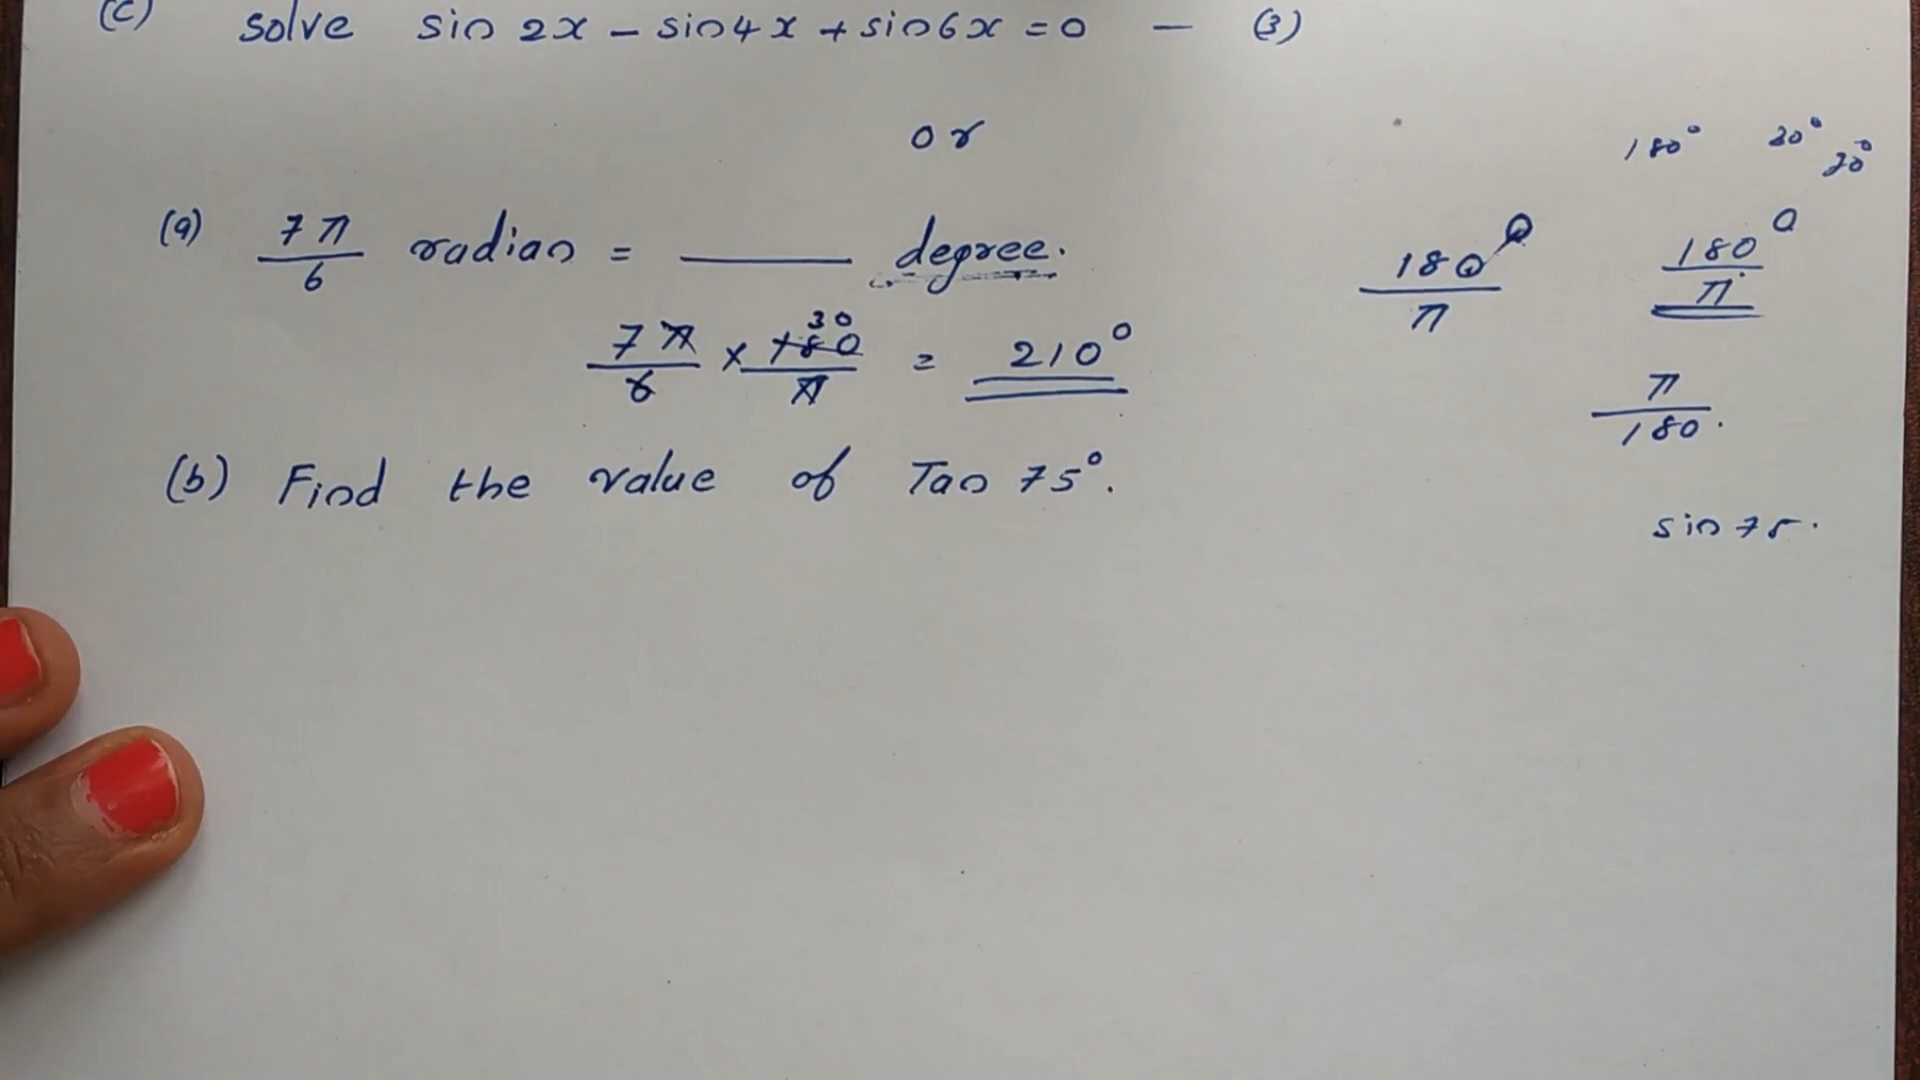 (c) Solve sin 2x - sin4x + sin6x = 0 — (3)
or
180° 30°
30°
(a) 7π/6 radian = ______ degree.
180°/π
180°/π
7π/6 × 180/π = 210°
30
π/180.
(b) Find the value of Tan 75°.
sin 75.